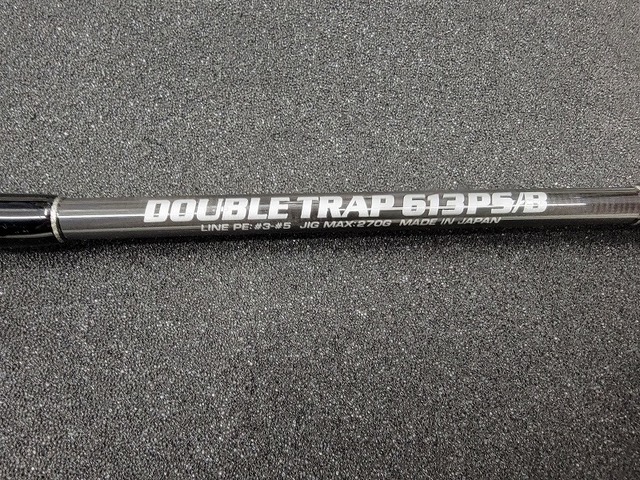 DOUBLE TRAP 613PS/B
LINE PE:#3-#5 JIG MAX:270G MADE IN JAPAN